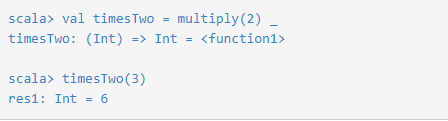 scala> val timesTwo = multiply(2) _
timesTwo: (Int) => Int = <function1>
scala> timesTwo(3)
res1: Int = 6